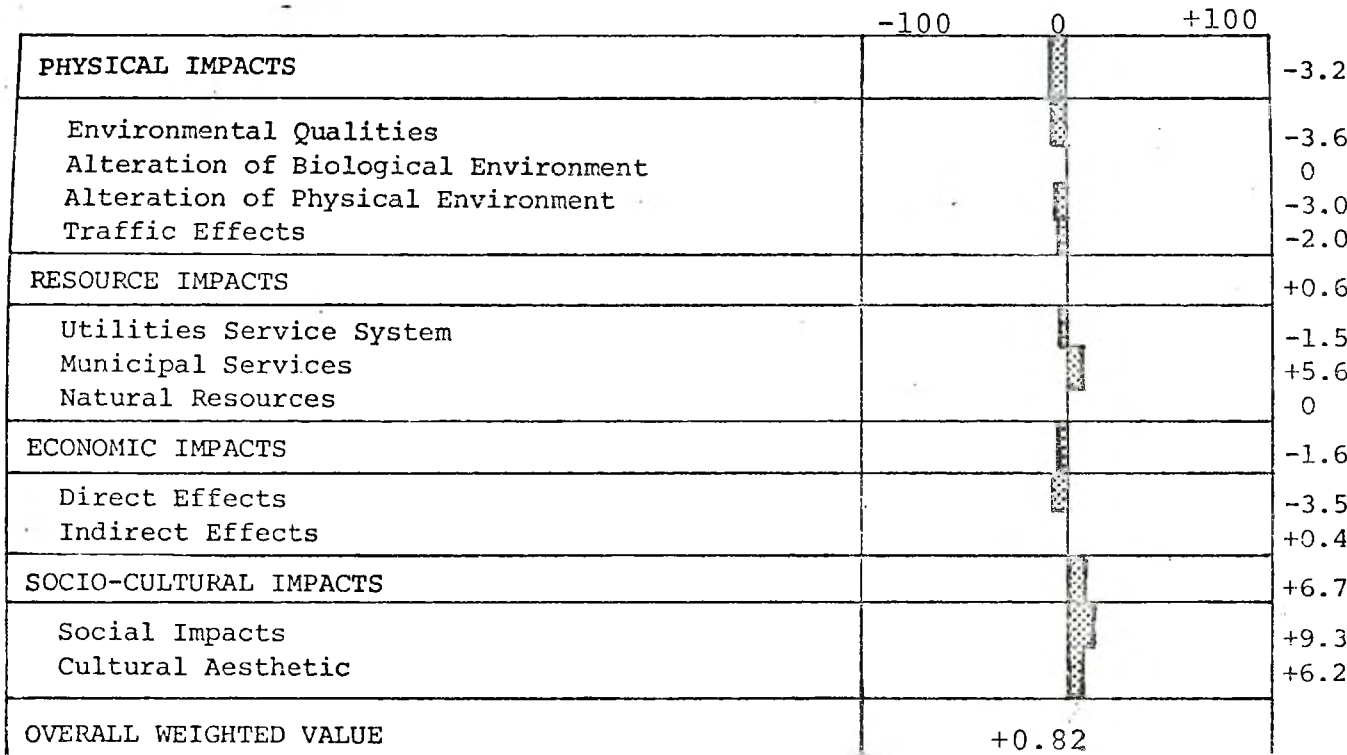 -100 0 +100
PHYSICAL IMPACTS -3.2
Environmental Qualities -3.6
Alteration of Biological Environment 0
Alteration of Physical Environment -3.0
Traffic Effects -2.0
RESOURCE IMPACTS +0.6
Utilities Service System -1.5
Municipal Services +5.6
Natural Resources 0
ECONOMIC IMPACTS -1.6
Direct Effects -3.5
Indirect Effects +0.4
SOCIO-CULTURAL IMPACTS +6.7
Social Impacts +9.3
Cultural Aesthetic +6.2
OVERALL WEIGHTED VALUE +0.82